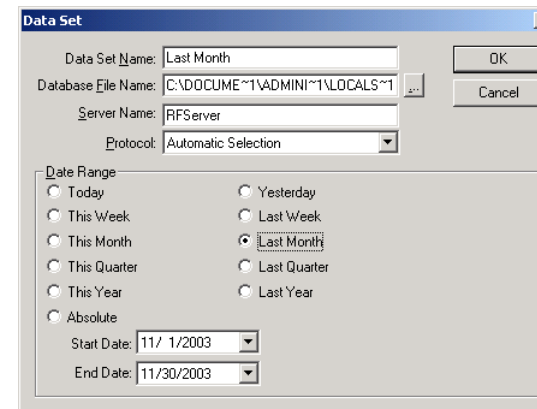 Data Set
Data Set Name: Last Month OK
Database File Name: C:\DOCUME~1\ADMINI~1\LOCALS~1 ... Cancel
Server Name: RFServer
Protocol: Automatic Selection
Date Range
Today Yesterday
This Week Last Week
This Month Last Month
This Quarter Last Quarter
This Year Last Year
Absolute
Start Date: 11/ 1/2003
End Date: 11/30/2003